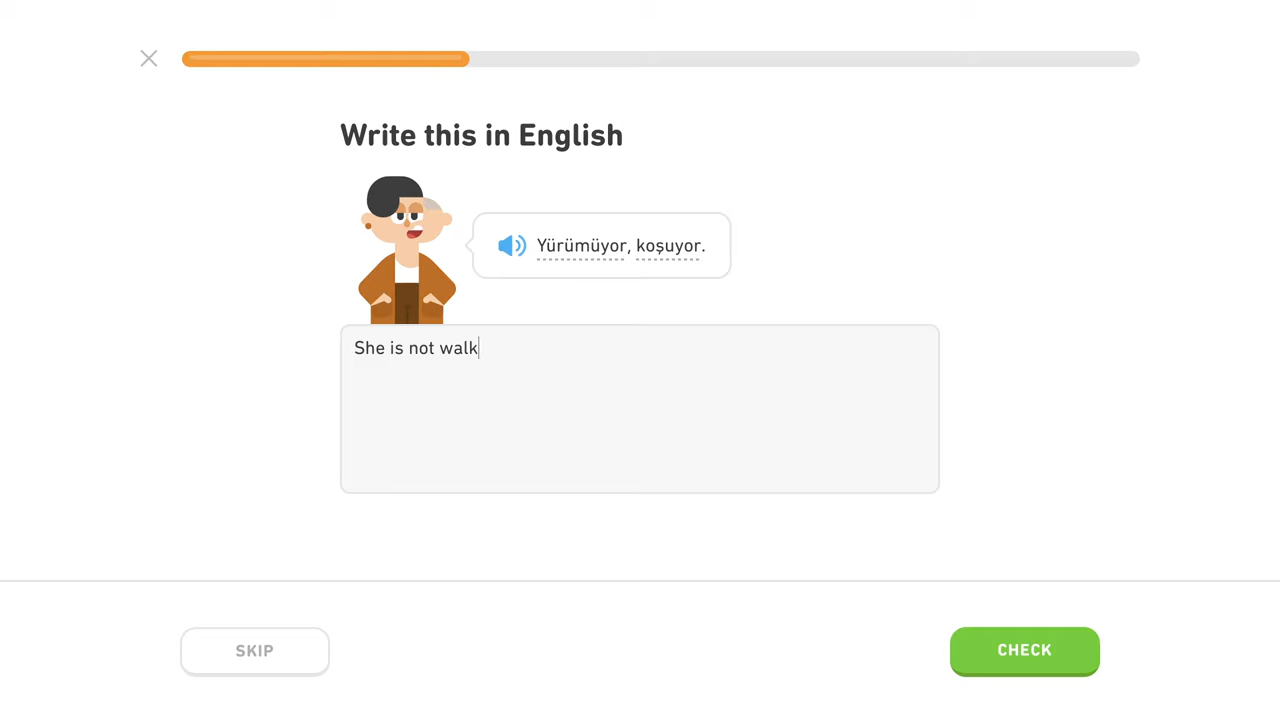 Write this in English
Yürümüyor, koşuyor.
She is not walk
SKIP
CHECK